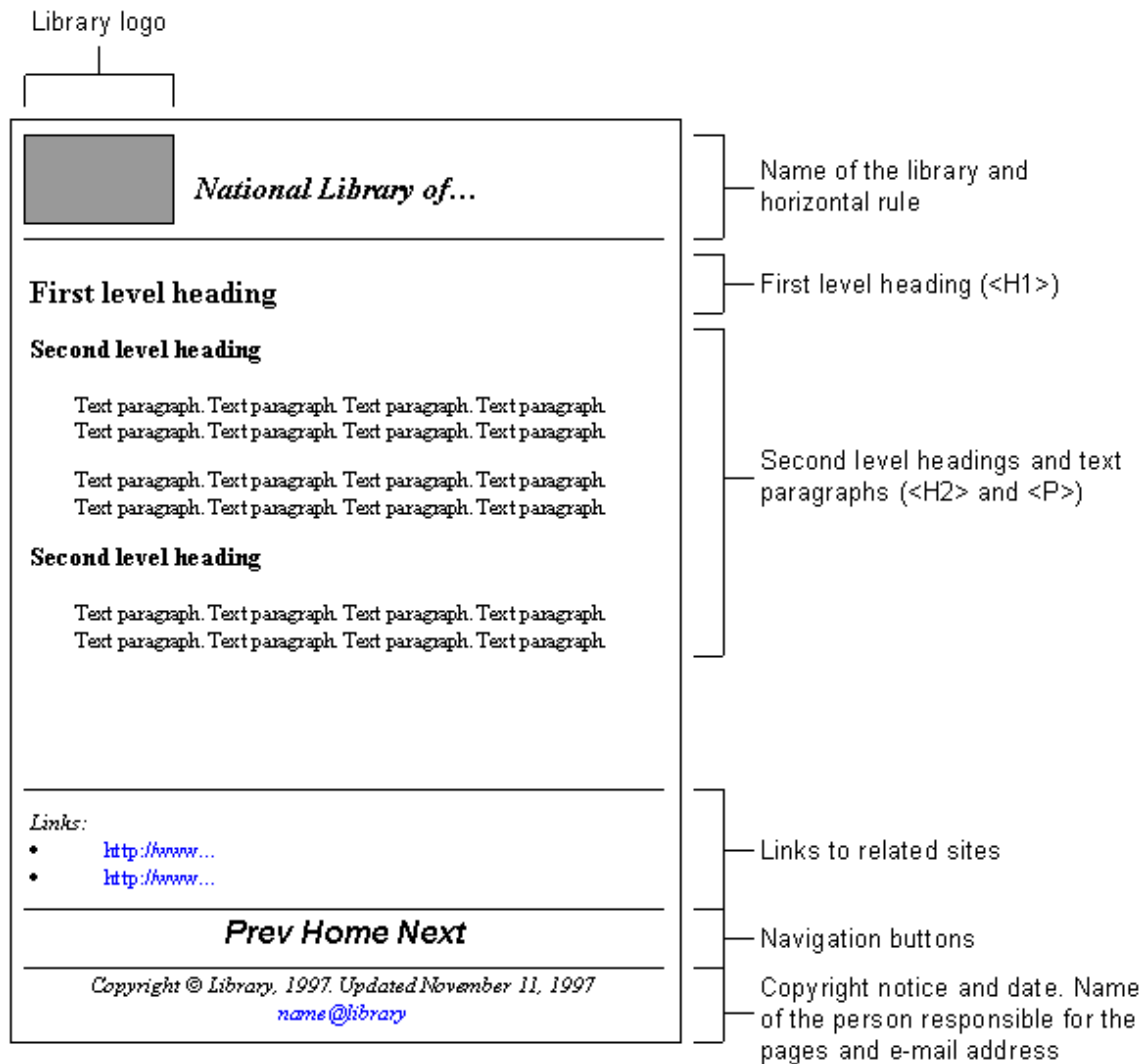 Library logo
National Library of...
Name of the library and
horizontal rule
First level heading
First level heading (<H1>)
Second level heading
Text paragraph. Text paragraph. Text paragraph. Text paragraph.
Text paragraph. Text paragraph. Text paragraph. Text paragraph.
Text paragraph. Text paragraph. Text paragraph. Text paragraph.
Text paragraph. Text paragraph. Text paragraph. Text paragraph.
Second level headings and text
paragraphs (<H2> and <P>)
Second level heading
Text paragraph. Text paragraph. Text paragraph. Text paragraph.
Text paragraph. Text paragraph. Text paragraph. Text paragraph.
Links:
• http://www...
• http://www...
Links to related sites
Prev Home Next
Navigation buttons
Copyright © Library, 1997. Updated November 11, 1997
name@library
Copyright notice and date. Name
of the person responsible for the
pages and e-mail address